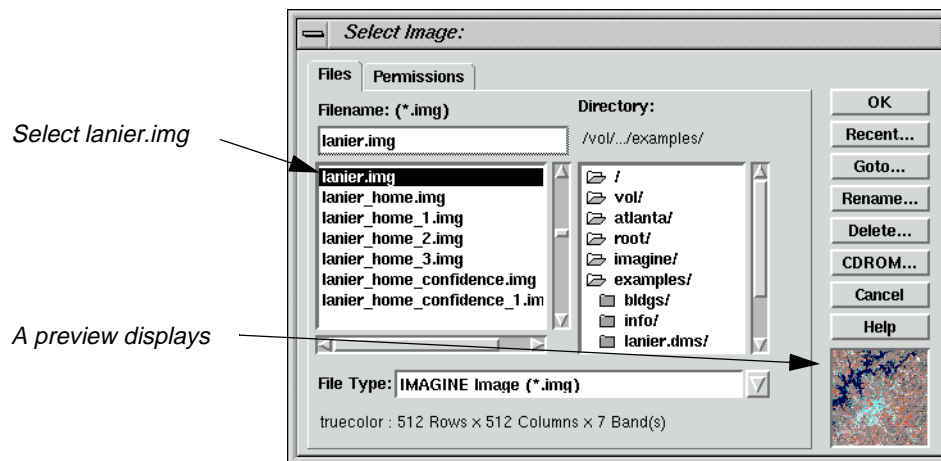 Select Image:
Files
Permissions
Filename: (*.img)
Directory:
lanier.img
/vol/.../examples/
Select lanier.img
lanier.img
lanier_home.img
lanier_home_1.img
lanier_home_2.img
lanier_home_3.img
lanier_home_confidence.img
lanier_home_confidence_1.im
/
vol/
atlanta/
root/
imagine/
examples/
bldgs/
info/
lanier.dms/
OK
Recent...
Goto...
Rename...
Delete...
CDROM...
Cancel
Help
A preview displays
File Type: IMAGINE Image (*.img)
truecolor : 512 Rows x 512 Columns x 7 Band(s)